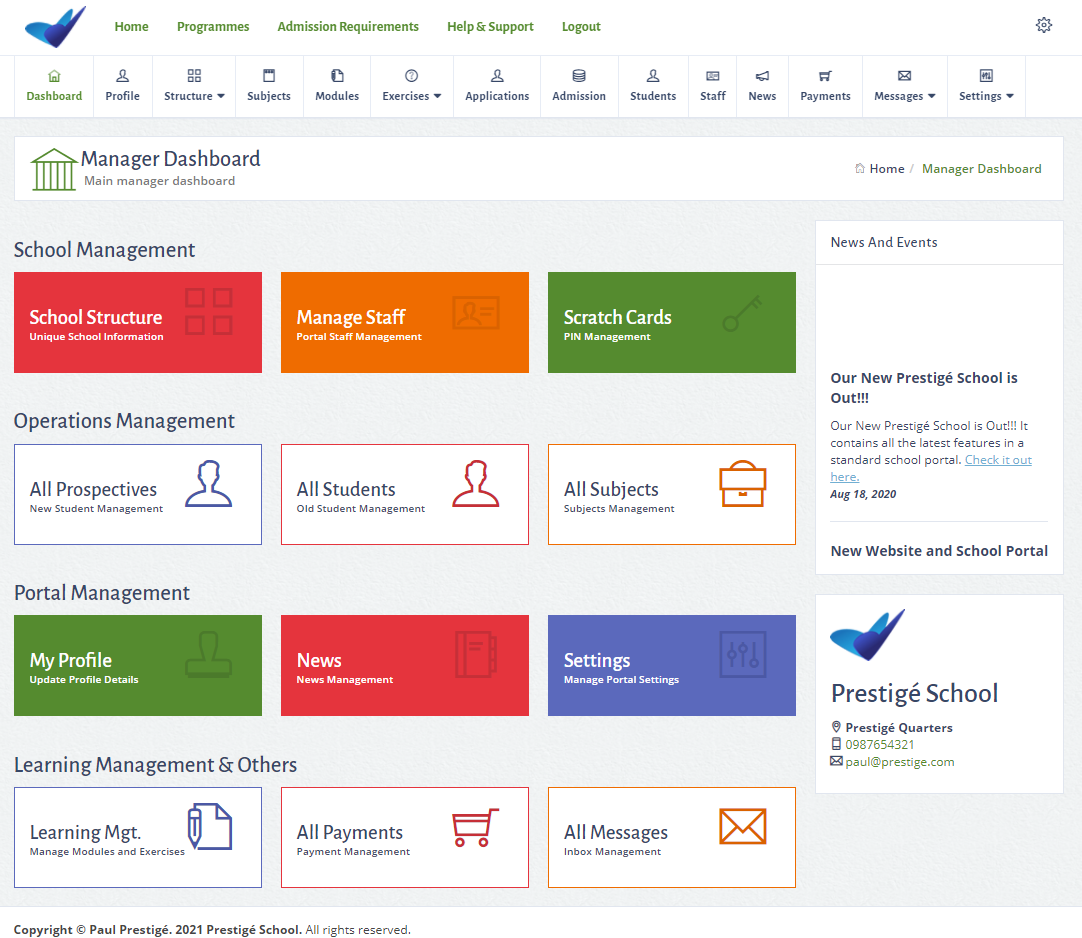 Home Programmes Admission Requirements Help & Support Logout
Dashboard Profile Structure Subjects Modules Exercises Applications Admission Students Staff News Payments Messages Settings
Manager Dashboard
Main manager dashboard
Home / Manager Dashboard
School Management
School Structure
Unique School Information
Manage Staff
Portal Staff Management
Scratch Cards
PIN Management
Operations Management
All Prospectives
New Student Management
All Students
Old Student Management
All Subjects
Subjects Management
Portal Management
My Profile
Update Profile Details
News
News Management
Settings
Manage Portal Settings
Learning Management & Others
Learning Mgt.
Manage Modules and Exercises
All Payments
Payment Management
All Messages
Inbox Management
News And Events
Our New Prestigé School is
Out!!!
Our New Prestigé School is Out!!! It
contains all the latest features in a
standard school portal. Check it out
here.
Aug 18, 2020
New Website and School Portal
Prestigé School
Prestigé Quarters
0987654321
paul@prestige.com
Copyright © Paul Prestigé. 2021 Prestigé School. All rights reserved.